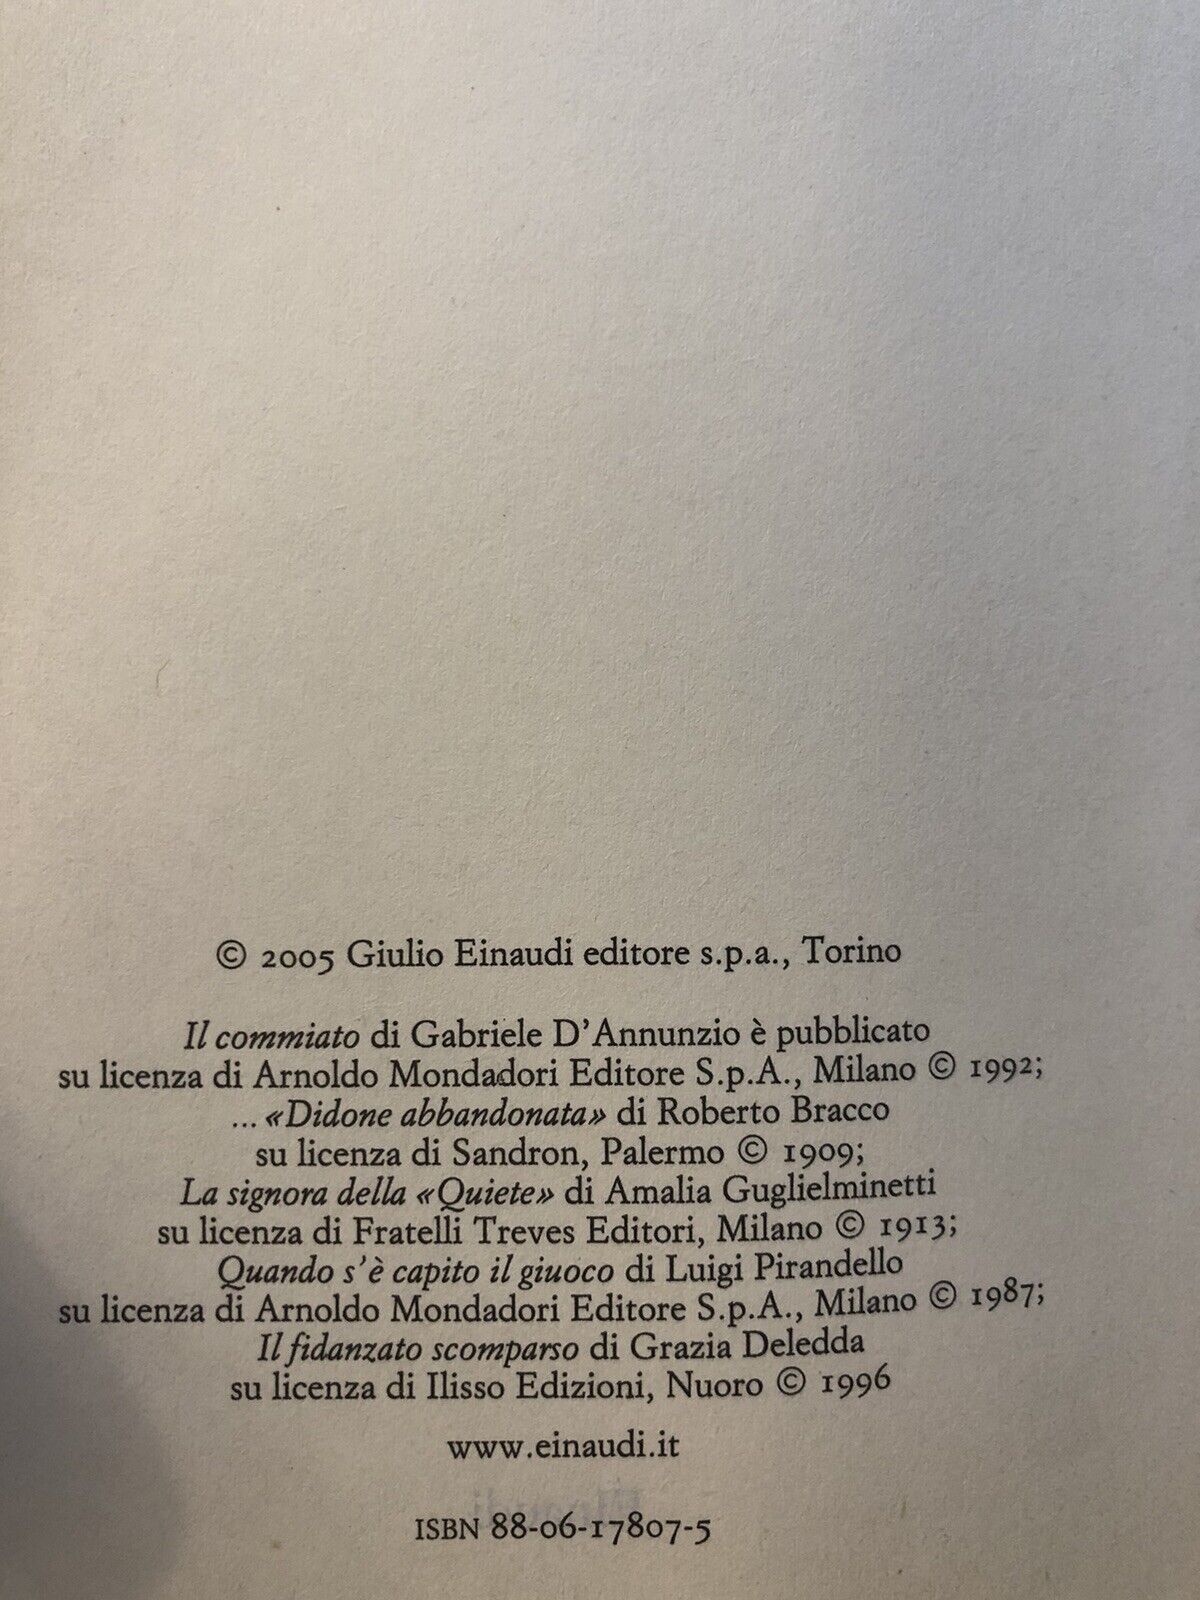 © 2005 Giulio Einaudi editore s.p.a., Torino
Il commiato di Gabriele D'Annunzio è pubblicato
su licenza di Arnoldo Mondadori Editore S.p.A., Milano © 1992;
... «Didone abbandonata» di Roberto Bracco
su licenza di Sandron, Palermo © 1909;
La signora della «Quiete» di Amalia Guglielminetti
su licenza di Fratelli Treves Editori, Milano © 1913;
Quando s'è capito il giuoco di Luigi Pirandello
su licenza di Arnoldo Mondadori Editore S.p.A., Milano © 1987;
Il fidanzato scomparso di Grazia Deledda
su licenza di Ilisso Edizioni, Nuoro © 1996
www.einaudi.it
ISBN 88-06-17807-5